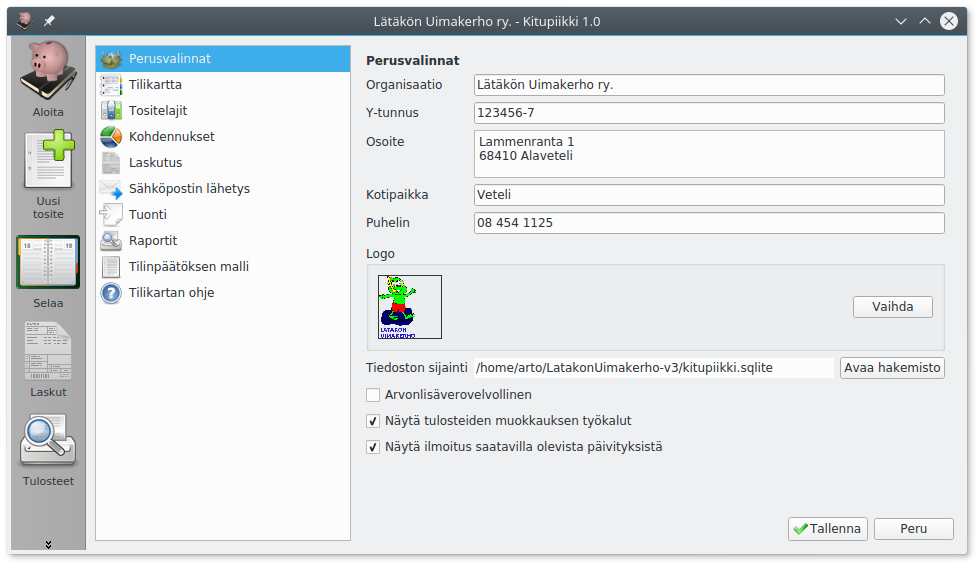 Lätäkön Uimakerho ry. - Kitupiikki 1.0
Aloita
Uusi
tosite
18 19
Selaa
Laskut
Tulosteet
Perusvalinnat
Tilikartta
Tositelajit
Kohdennukset
Laskutus
Sähköpostin lähetys
Tuonti
Raportit
Tilinpäätöksen malli
Tilikartan ohje
Perusvalinnat
Organisaatio Lätäkön Uimakerho ry.
Y-tunnus 123456-7
Osoite Lammenranta 1
68410 Alaveteli
Kotipaikka Veteli
Puhelin 08 454 1125
Logo
LÄTÄKÖN
UIMAKERHO
Vaihda
Tiedoston sijainti /home/arto/LatakonUimakerho-v3/kitupiikki.sqlite Avaa hakemisto
Arvonlisäverovelvollinen
Näytä tulosteiden muokkauksen työkalut
Näytä ilmoitus saatavilla olevista päivityksistä
Tallenna Peru